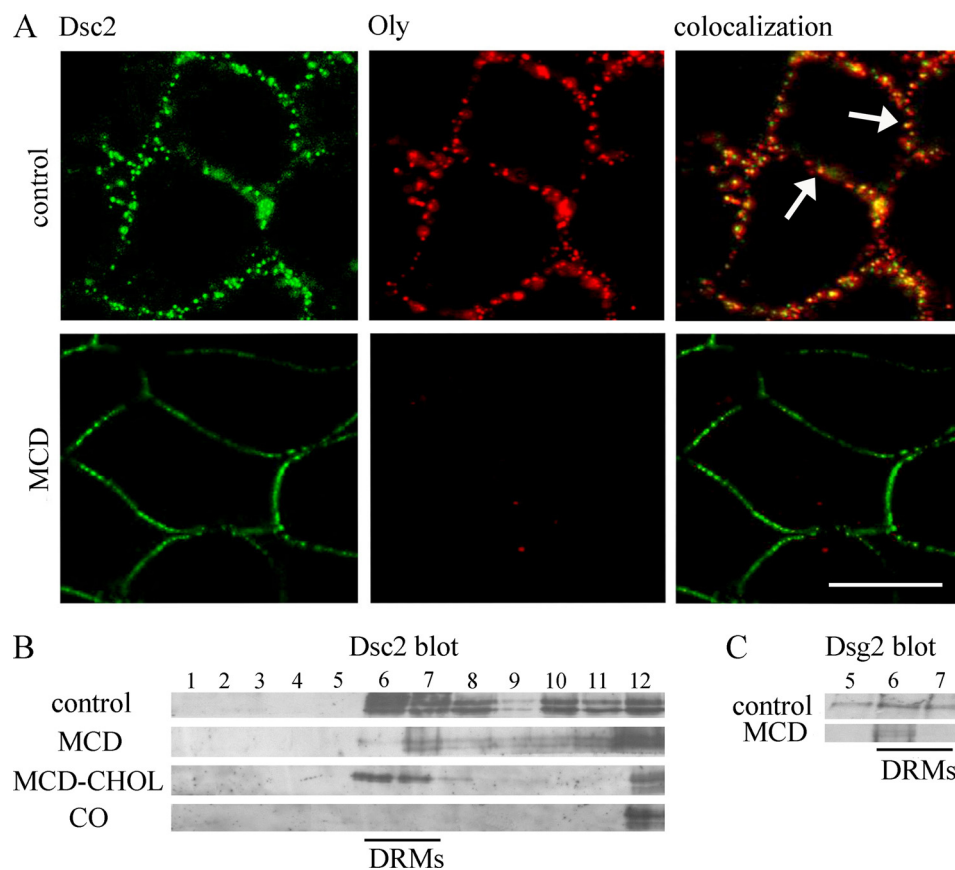 A Dsc2 Oly colocalization
control
MCD
B Dsc2 blot
1 2 3 4 5 6 7 8 9 10 11 12
control
MCD
MCD-CHOL
CO
DRMs
C Dsg2 blot
5 6 7
control
MCD
DRMs